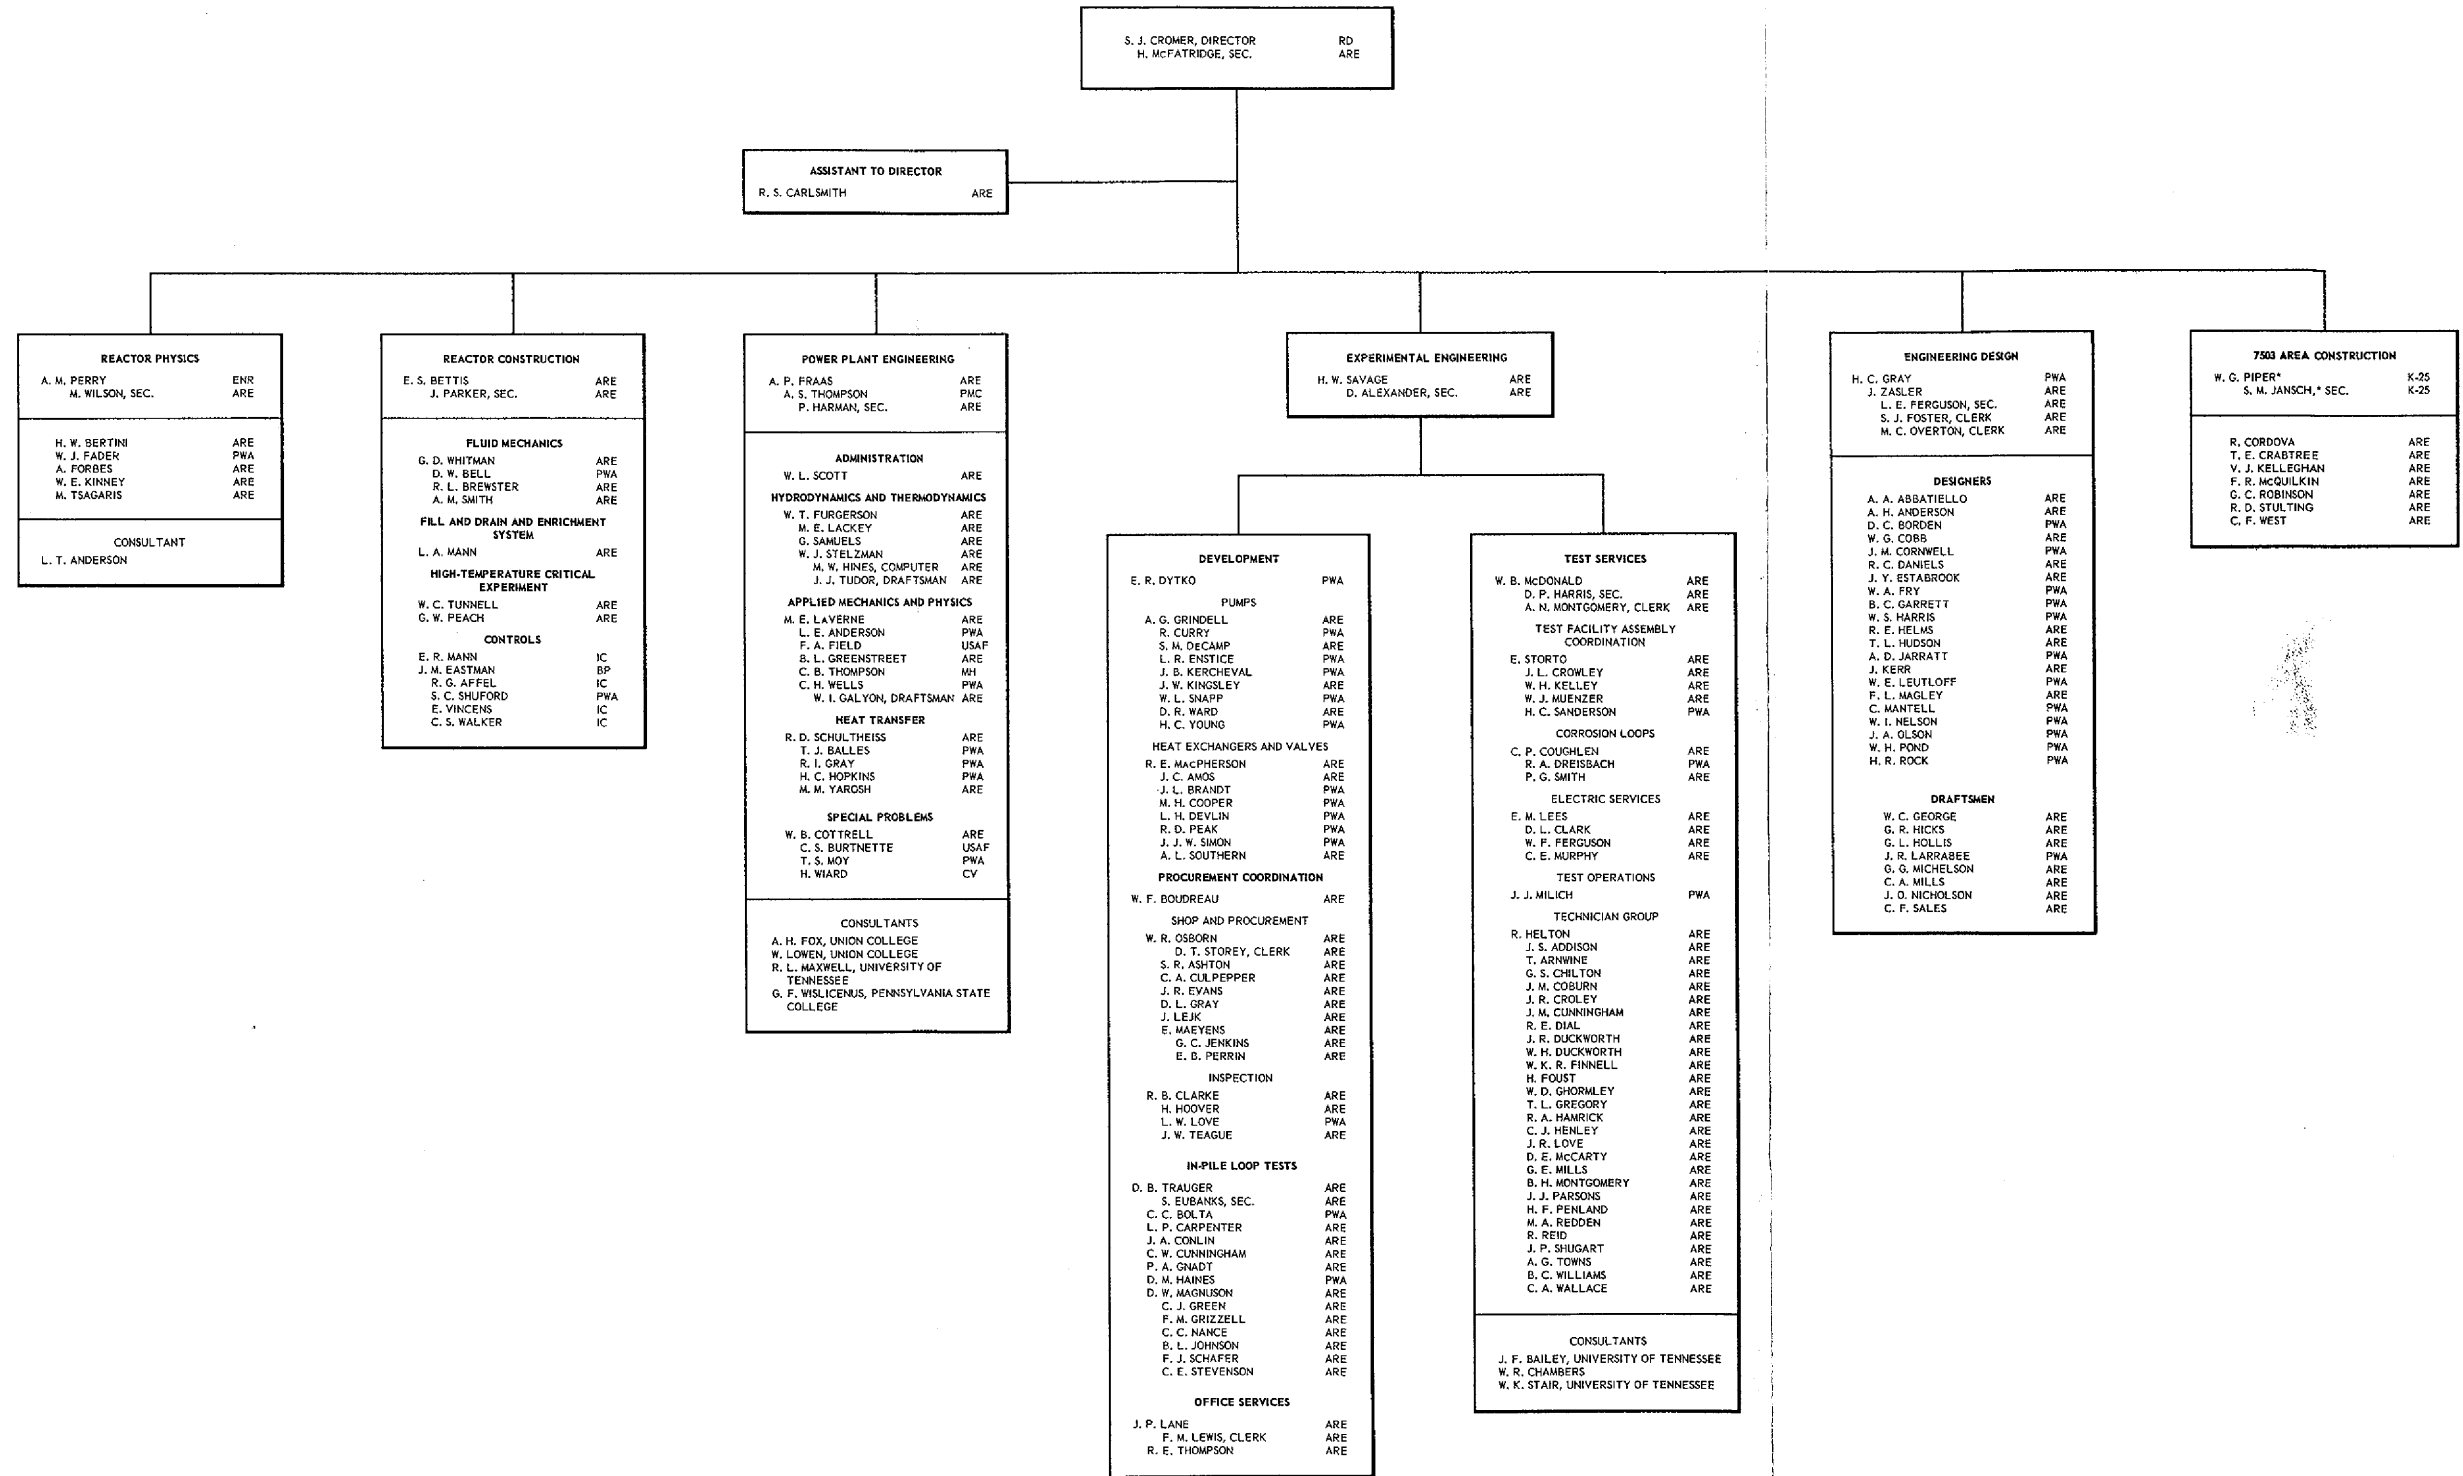 S. J. CROMER, DIRECTOR RD
H. McFATRIDGE, SEC. ARE
ASSISTANT TO DIRECTOR
R. S. CARLSMITH ARE
REACTOR PHYSICS
A. M. PERRY ENR
M. WILSON, SEC. ARE
H. W. BERTINI ARE
W. J. FADER PWA
A. FORBES ARE
W. E. KINNEY ARE
M. TSAGARIS ARE
CONSULTANT
L. T. ANDERSON
REACTOR CONSTRUCTION
E. S. BETTIS ARE
J. PARKER, SEC. ARE
FLUID MECHANICS
G. D. WHITMAN ARE
D. W. BELL PWA
R. L. BREWSTER ARE
A. M. SMITH ARE
FILL AND DRAIN AND ENRICHMENT
SYSTEM
L. A. MANN ARE
HIGH-TEMPERATURE CRITICAL
EXPERIMENT
W. C. TUNNELL ARE
G. W. PEACH ARE
CONTROLS
E. R. MANN IC
J. M. EASTMAN BP
R. G. AFFEL IC
S. C. SHUFORD PWA
E. VINCENS IC
C. S. WALKER IC
POWER PLANT ENGINEERING
A. P. FRAAS ARE
A. S. THOMPSON PMC
P. HARMAN, SEC. ARE
ADMINISTRATION
W. L. SCOTT ARE
HYDRODYNAMICS AND THERMODYNAMICS
W. T. FURGERSON ARE
M. E. LACKEY ARE
G. SAMUELS ARE
W. J. STELZMAN ARE
M. W. HINES, COMPUTER ARE
J. J. TUDOR, DRAFTSMAN ARE
APPLIED MECHANICS AND PHYSICS
M. E. LAVERNE ARE
L. E. ANDERSON PWA
F. A. FIELD USAF
B. L. GREENSTREET ARE
C. B. THOMPSON MH
C. H. WELLS PWA
W. I. GALYON, DRAFTSMAN ARE
HEAT TRANSFER
R. D. SCHULTHEISS ARE
T. J. BALLES PWA
R. I. GRAY PWA
H. C. HOPKINS PWA
M. M. YAROSH ARE
SPECIAL PROBLEMS
W. B. COTTRELL ARE
C. S. BURTNETTE USAF
T. S. MOY PWA
H. WIARD CV
CONSULTANTS
A. H. FOX, UNION COLLEGE
W. LOWEN, UNION COLLEGE
R. L. MAXWELL, UNIVERSITY OF
TENNESSEE
G. F. WISLICENUS, PENNSYLVANIA STATE
COLLEGE
EXPERIMENTAL ENGINEERING
H. W. SAVAGE ARE
D. ALEXANDER, SEC. ARE
DEVELOPMENT
E. R. DYTKO PWA
PUMPS
A. G. GRINDELL ARE
R. CURRY PWA
S. M. DeCAMP ARE
L. R. ENSTICE PWA
J. B. KERCHEVAL PWA
J. W. KINGSLEY ARE
W. L. SNAPP PWA
D. R. WARD ARE
H. C. YOUNG PWA
HEAT EXCHANGERS AND VALVES
R. E. MacPHERSON ARE
J. C. AMOS ARE
J. L. BRANDT PWA
M. H. COOPER PWA
L. H. DEVLIN PWA
R. D. PEAK PWA
J. J. W. SIMON PWA
A. L. SOUTHERN ARE
PROCUREMENT COORDINATION
W. F. BOUDREAU ARE
SHOP AND PROCUREMENT
W. R. OSBORN ARE
D. T. STOREY, CLERK ARE
S. R. ASHTON ARE
C. A. CULPEPPER ARE
J. R. EVANS ARE
D. L. GRAY ARE
J. LEJK ARE
E. MAEYENS ARE
G. C. JENKINS ARE
E. B. PERRIN ARE
INSPECTION
R. B. CLARKE ARE
H. HOOVER ARE
L. W. LOVE PWA
J. W. TEAGUE ARE
IN-PILE LOOP TESTS
D. B. TRAUGER ARE
S. EUBANKS, SEC. ARE
C. C. BOLTA PWA
L. P. CARPENTER ARE
J. A. CONLIN ARE
C. W. CUNNINGHAM ARE
P. A. GNADT ARE
D. M. HAINES PWA
D. W. MAGNUSON ARE
C. J. GREEN ARE
F. M. GRIZZELL ARE
C. C. NANCE ARE
B. L. JOHNSON ARE
F. J. SCHAFER ARE
C. E. STEVENSON ARE
OFFICE SERVICES
J. P. LANE ARE
F. M. LEWIS, CLERK ARE
R. E. THOMPSON ARE
TEST SERVICES
W. B. McDONALD ARE
D. P. HARRIS, SEC. ARE
A. N. MONTGOMERY, CLERK ARE
TEST FACILITY ASSEMBLY
COORDINATION
E. STORTO ARE
J. L. CROWLEY ARE
W. H. KELLEY ARE
W. J. MUENZER ARE
H. C. SANDERSON PWA
CORROSION LOOPS
C. P. COUGHLEN ARE
R. A. DREISBACH PWA
P. G. SMITH ARE
ELECTRIC SERVICES
E. M. LEES ARE
D. L. CLARK ARE
W. F. FERGUSON ARE
C. E. MURPHY ARE
TEST OPERATIONS
J. J. MILICH PWA
TECHNICIAN GROUP
R. HELTON ARE
J. S. ADDISON ARE
T. ARNWINE ARE
G. S. CHILTON ARE
J. M. COBURN ARE
J. R. CROLEY ARE
J. M. CUNNINGHAM ARE
R. E. DIAL ARE
J. R. DUCKWORTH ARE
W. H. DUCKWORTH ARE
W. K. R. FINNELL ARE
H. FOUST ARE
W. D. GHORMLEY ARE
T. L. GREGORY ARE
R. A. HAMRICK ARE
C. J. HENLEY ARE
J. R. LOVE ARE
D. E. McCARTY ARE
G. E. MILLS ARE
B. H. MONTGOMERY ARE
J. J. PARSONS ARE
H. F. PENLAND ARE
M. A. REDDEN ARE
R. REID ARE
J. P. SHUGART ARE
A. G. TOWNS ARE
B. C. WILLIAMS ARE
C. A. WALLACE ARE
CONSULTANTS
J. F. BAILEY, UNIVERSITY OF TENNESSEE
W. R. CHAMBERS
W. K. STAIR, UNIVERSITY OF TENNESSEE
ENGINEERING DESIGN
H. C. GRAY PWA
J. ZASLER ARE
L. E. FERGUSON, SEC. ARE
S. J. FOSTER, CLERK ARE
M. C. OVERTON, CLERK ARE
DESIGNERS
A. A. ABBATIELLO ARE
A. H. ANDERSON ARE
D. C. BORDEN PWA
W. G. COBB ARE
J. M. CORNWELL PWA
R. C. DANIELS ARE
J. Y. ESTABROOK ARE
W. A. FRY PWA
B. C. GARRETT PWA
W. S. HARRIS PWA
R. E. HELMS ARE
T. L. HUDSON ARE
A. D. JARRATT PWA
J. KERR ARE
W. E. LEUTLOFF PWA
F. L. MAGLEY ARE
C. MANTELL PWA
W. I. NELSON PWA
J. A. OLSON PWA
W. H. POND PWA
H. R. ROCK PWA
DRAFTSMEN
W. C. GEORGE ARE
G. R. HICKS ARE
G. L. HOLLIS ARE
J. R. LARRABEE PWA
G. G. MICHELSON ARE
C. A. MILLS ARE
J. O. NICHOLSON ARE
C. F. SALES ARE
7503 AREA CONSTRUCTION
W. G. PIPER* K-25
S. M. JANSCH,* SEC. K-25
R. CORDOVA ARE
T. E. CRABTREE ARE
V. J. KELLEGHAN ARE
F. R. McQUILKIN ARE
G. C. ROBINSON ARE
R. D. STULTING ARE
C. F. WEST ARE